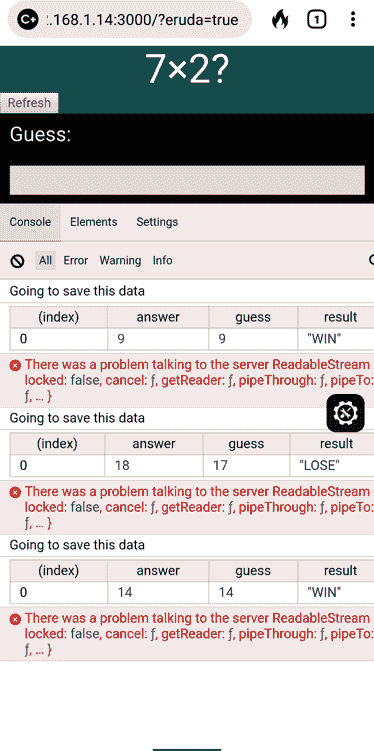 :.168.1.14:3000/?eruda=true
1
7×2?
Refresh
Guess:
Console Elements Settings
All Error Warning Info
Going to save this data
(index) answer guess result
0 9 9 "WIN"
There was a problem talking to the server ReadableStream
locked: false, cancel: ƒ, getReader: ƒ, pipeThrough: ƒ, pipeTo:
ƒ, … }
Going to save this data
(index) answer guess result
0 18 17 "LOSE"
There was a problem talking to the server ReadableStream
locked: false, cancel: ƒ, getReader: ƒ, pipeThrough: ƒ, pipeTo:
ƒ, … }
Going to save this data
(index) answer guess result
0 14 14 "WIN"
There was a problem talking to the server ReadableStream
locked: false, cancel: ƒ, getReader: ƒ, pipeThrough: ƒ, pipeTo:
ƒ, … }